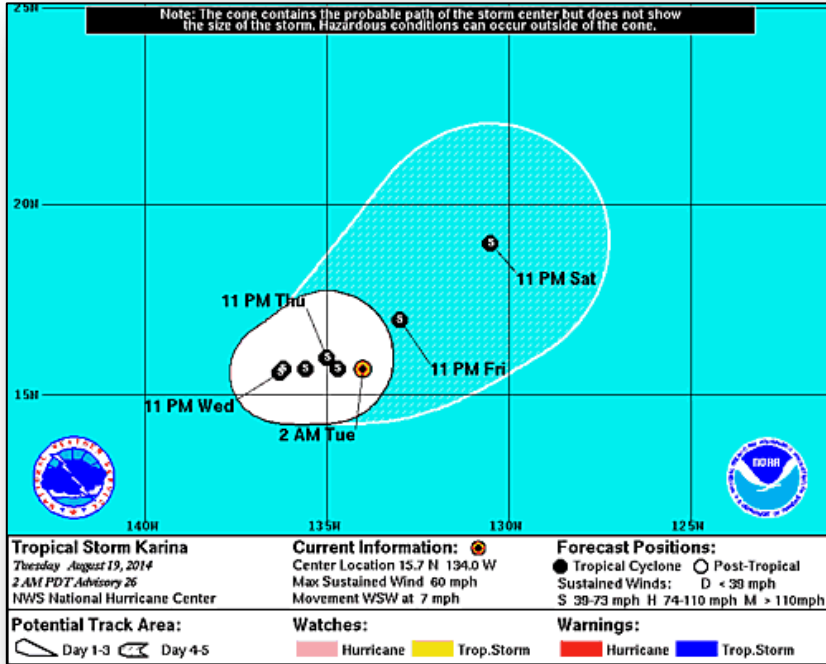 Note: The cone contains the probable path of the storm center but does not show
the size of the storm. Hazardous conditions can occur outside of the cone.
25N
20N
11 PM Sat
11 PM Thu
S
S
S
S
S
S
S
11 PM Fri
15N
11 PM Wed
2 AM Tue
NOAA
140W
135W
130W
125W
Tropical Storm Karina
Tuesday August 19, 2014
2 AM PDT Advisory 26
NWS National Hurricane Center
Current Information:
Center Location 15.7 N 134.0 W
Max Sustained Wind 60 mph
Movement WSW at 7 mph
Forecast Positions:
Tropical Cyclone Post-Tropical
Sustained Winds: D < 39 mph
S 39-73 mph H 74-110 mph M > 110mph
Potential Track Area:
Day 1-3 Day 4-5
Watches:
Hurricane Trop.Storm
Warnings:
Hurricane Trop.Storm